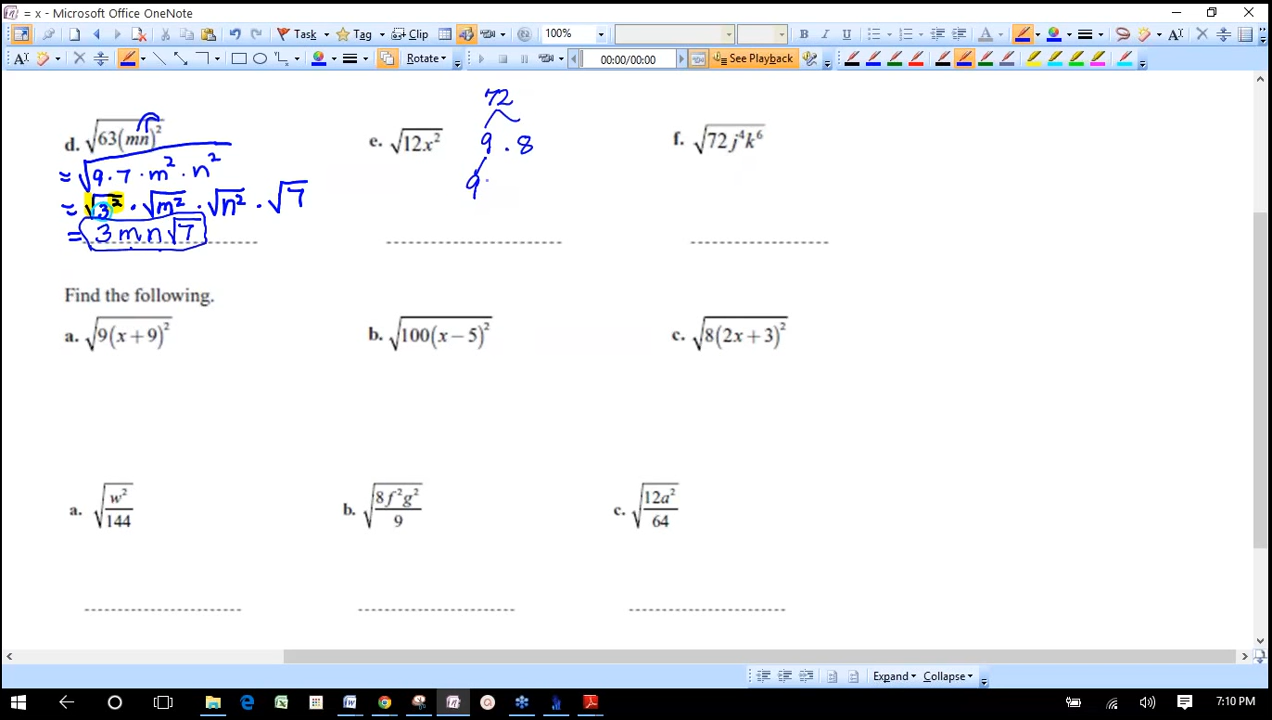 = x - Microsoft Office OneNote
Task Tag Clip 100% B I U A
Rotate 00:00/00:00 See Playback
72
d. √63(mn)² e. √12x² 9 . 8 f. √72j⁴k⁶
= √9 · 7 · m² · n² 9 ·
= √3² · √m² · √n² · √7
= 3 m n √7
Find the following.
a. √9(x + 9)² b. √100(x − 5)² c. √8(2x + 3)²
a. √w²/144 b. √8f²g²/9 c. √12a²/64
Expand Collapse
7:10 PM